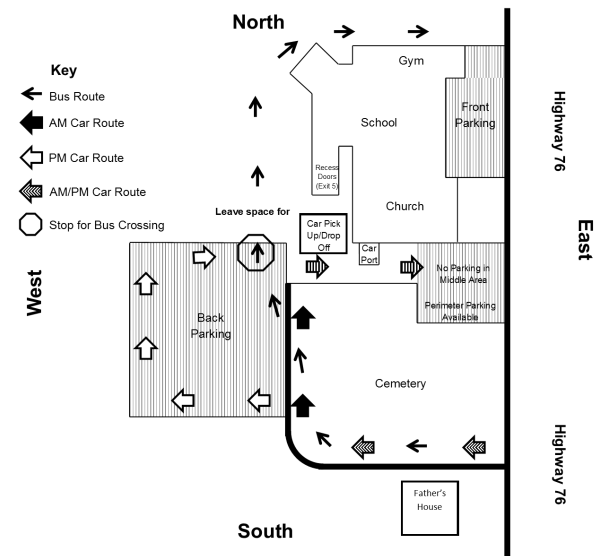 North
Key
Bus Route
AM Car Route
PM Car Route
AM/PM Car Route
Stop for Bus Crossing
Gym
School
Front
Parking
Highway 76
Recess
Doors
(Exit 5)
Church
Leave space for
Car Pick
Up/Drop
Off
Car
Port
East
West
No Parking in
Middle Area
Perimeter Parking
Available
Back
Parking
Cemetery
Highway 76
Father's
House
South